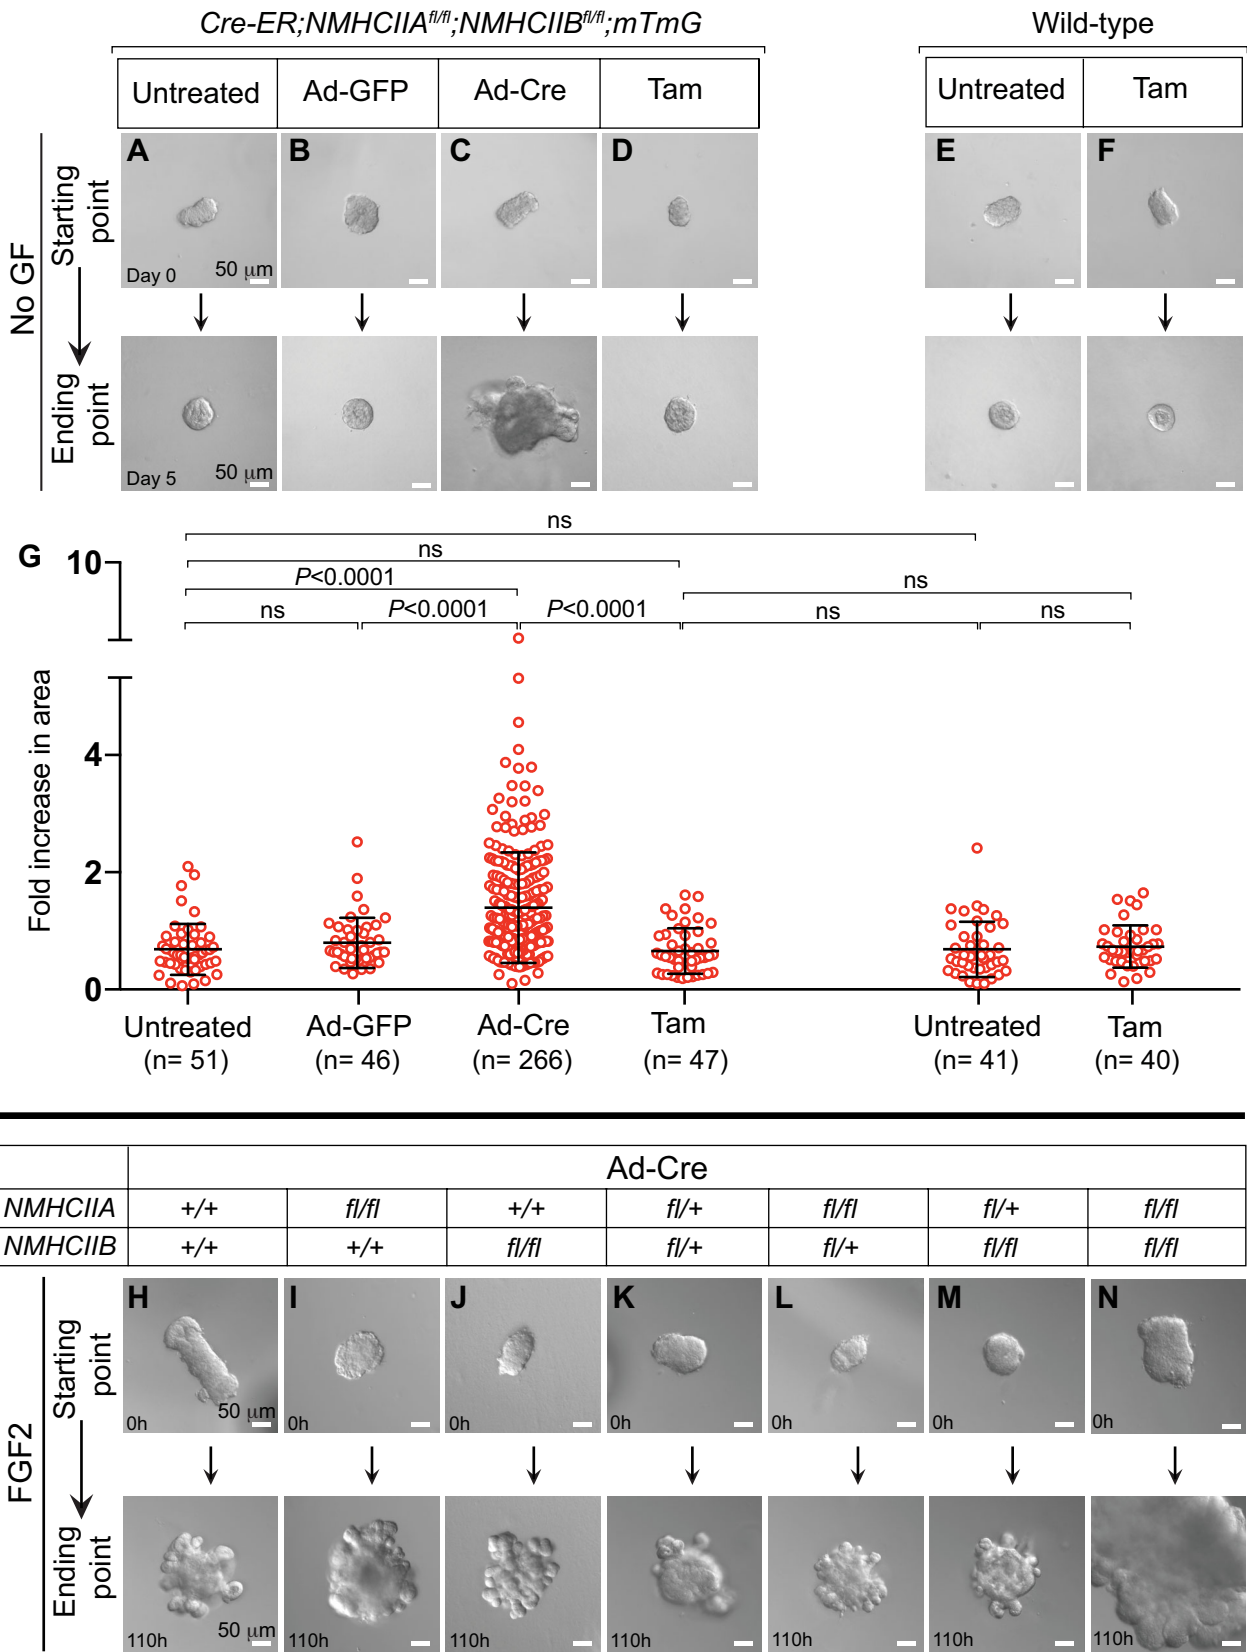 Cre-ER;NMHCIIA^fl/fl;NMHCIIB^fl/fl;mTmG Wild-type
Untreated Ad-GFP Ad-Cre Tam Untreated Tam
No GF
Starting point
A B C D E F
Day 0 50 µm
Ending point
Day 5 50 µm
G
Fold increase in area
10
4
2
0
ns
ns
P<0.0001
ns
ns P<0.0001 P<0.0001 ns ns
Untreated Ad-GFP Ad-Cre Tam Untreated Tam
(n= 51) (n= 46) (n= 266) (n= 47) (n= 41) (n= 40)
Ad-Cre
NMHCIIA +/+ fl/fl +/+ fl/+ fl/fl fl/+ fl/fl
NMHCIIB +/+ +/+ fl/fl fl/+ fl/+ fl/fl fl/fl
FGF2
Starting point
H I J K L M N
0h 50 µm 0h 0h 0h 0h 0h 0h
Ending point
110h 50 µm 110h 110h 110h 110h 110h 110h